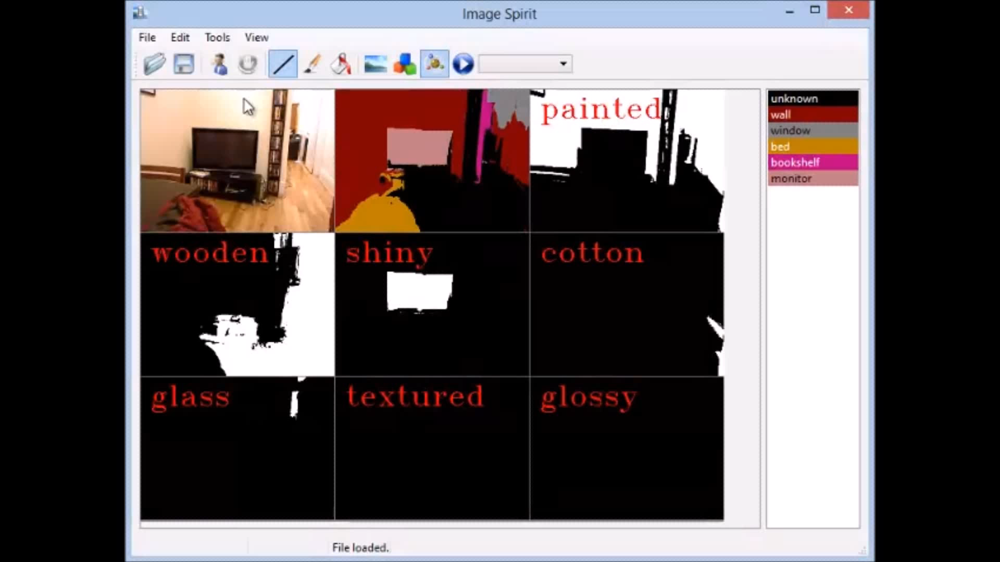 Image Spirit
File Edit Tools View
painted
wooden shiny cotton
glass textured glossy
unknown
wall
window
bed
bookshelf
monitor
File loaded.